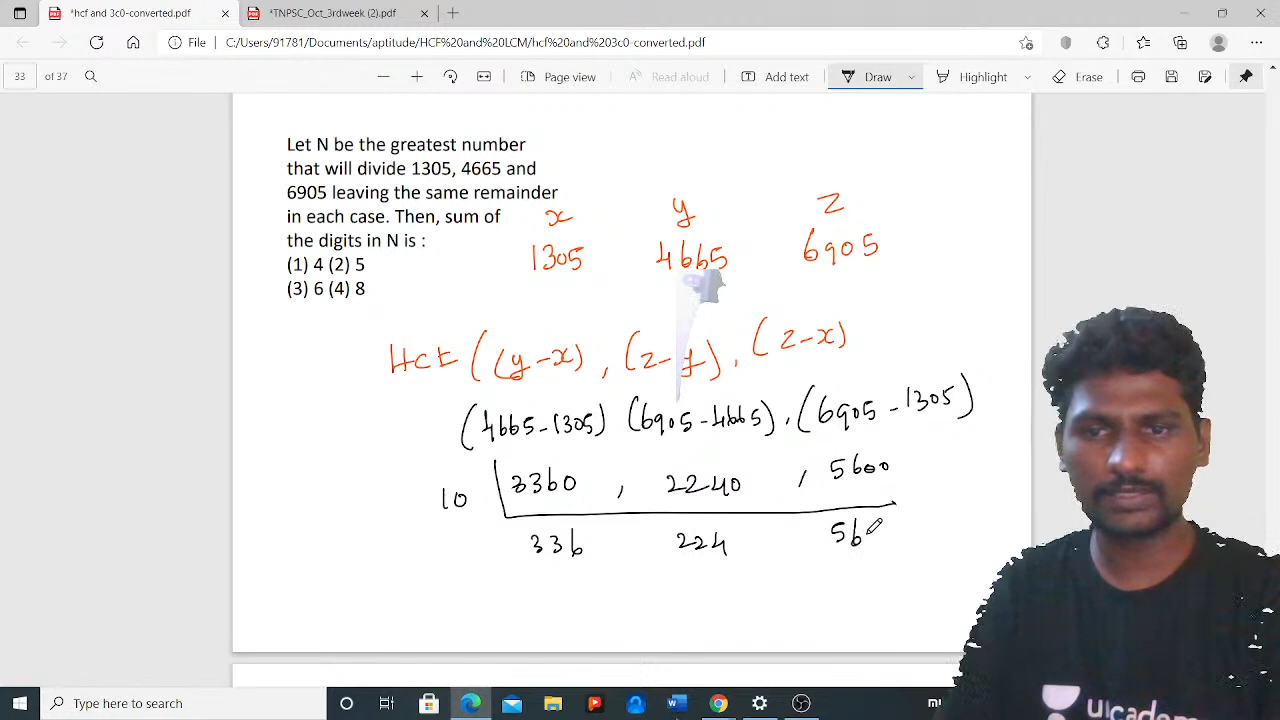 *hcf and 3c0-converted.pdf
*TNPSC_Oct_3rdweek (2).pdf
File C:/Users/91781/Documents/aptitude/HCF%20and%20LCM/hcf%20and%203c0-converted.pdf
33 of 37 Page view Read aloud Add text Draw Highlight Erase
Let N be the greatest number
that will divide 1305, 4665 and
6905 leaving the same remainder
in each case. Then, sum of
the digits in N is :
(1) 4 (2) 5
(3) 6 (4) 8
x y z
1305 4665 6905
HCF ((y-x), (z-y), (z-x)
(4665-1305) (6905-4665), (6905-1305)
10 3360, 2240, 5600
336 224 56
Type here to search